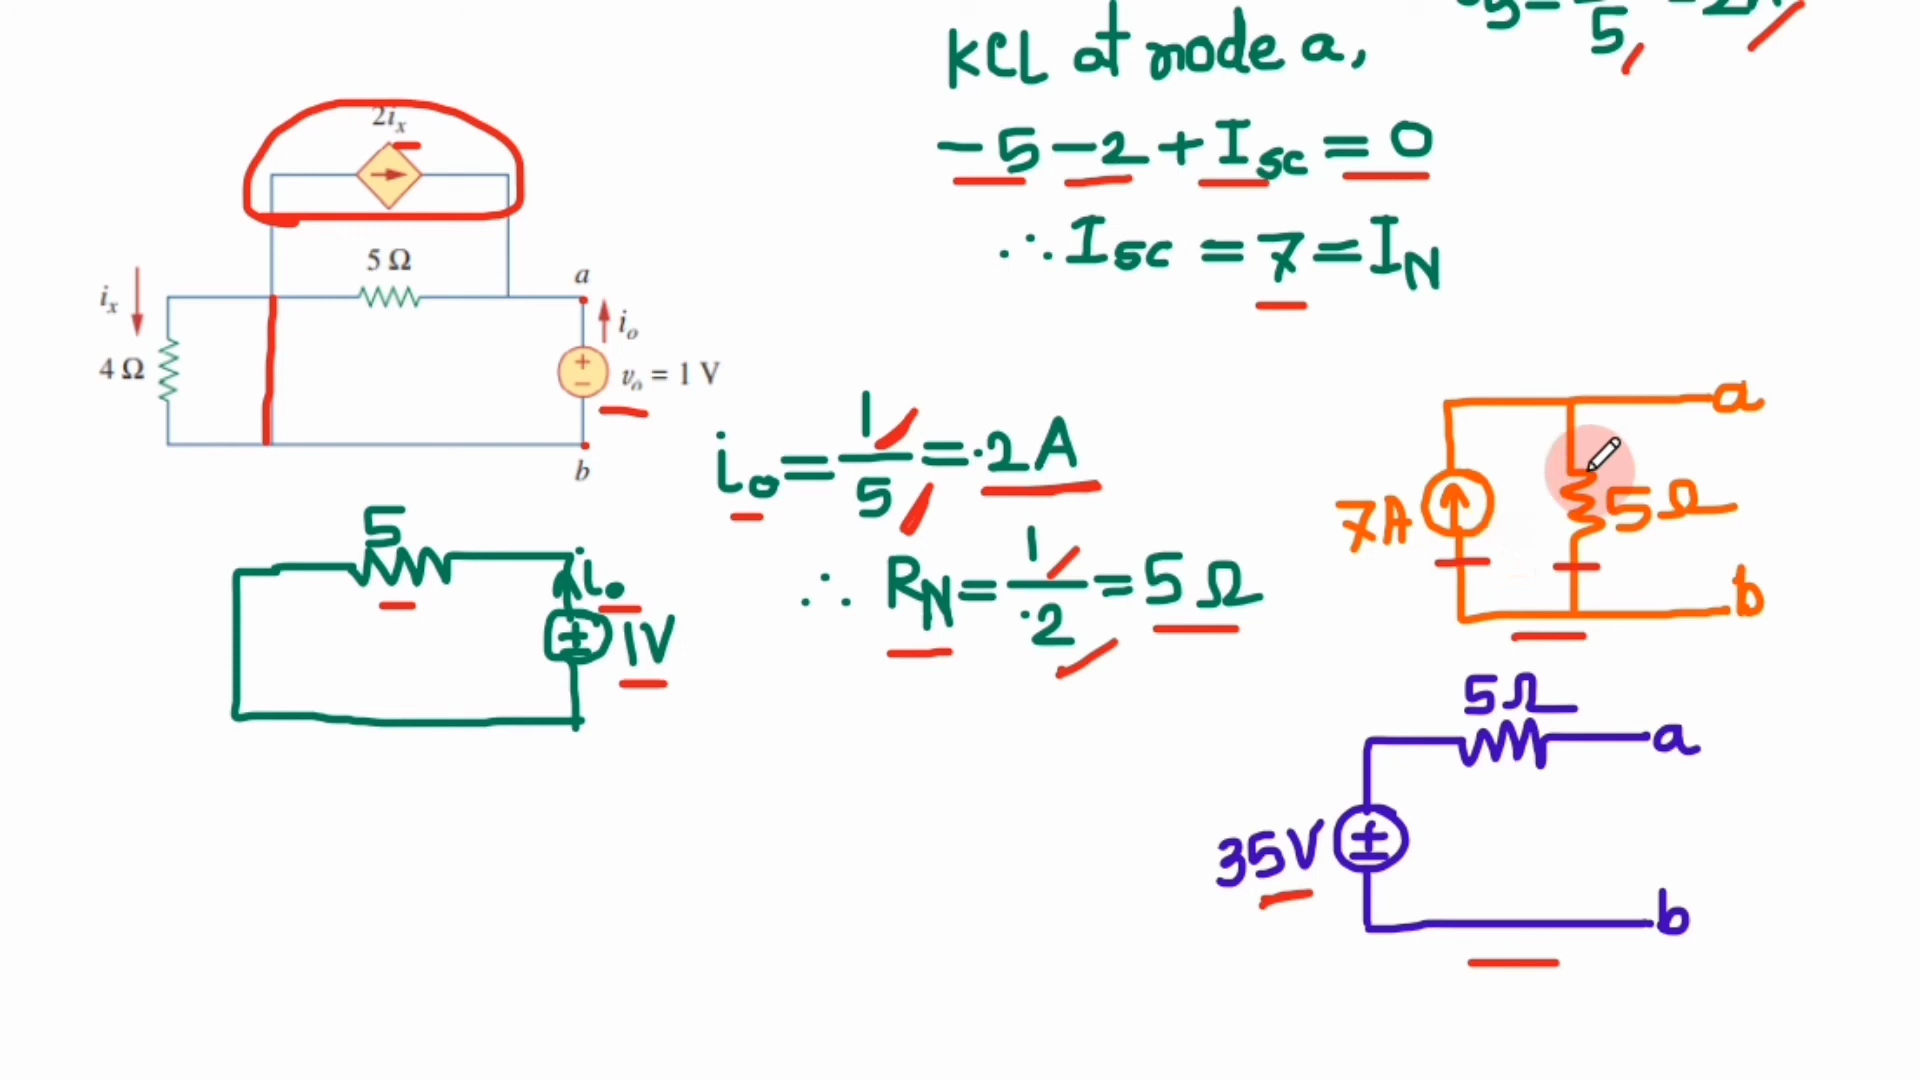 KCL at node a,
5
-5-2+Isc=0
∴Isc=7=IN
2ix
5 Ω
a
ix
io
4 Ω
vo = 1 V
b
io=1/5=.2A
∴ RN=1/.2=5Ω
5
io
1V
a
7A
5Ω
b
5Ω
a
35V
b